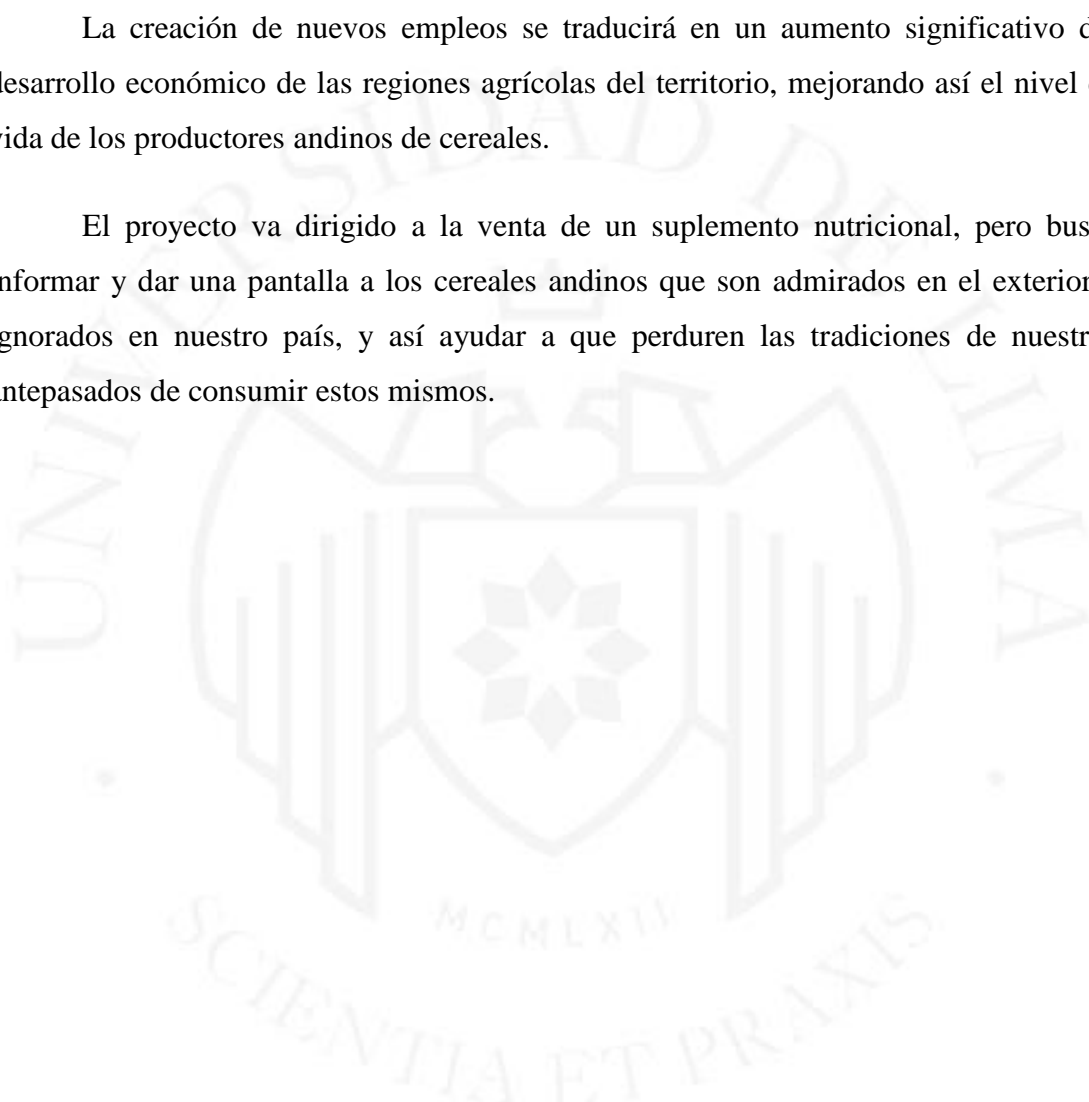 La creación de nuevos empleos se traducirá en un aumento significativo
desarrollo económico de las regiones agrícolas del territorio, mejorando así el nivel
vida de los productores andinos de cereales.
El proyecto va dirigido a la venta de un suplemento nutricional, pero
informar y dar una pantalla a los cereales andinos que son admirados en el exterior
ignorados en nuestro país, y así ayudar a que perduren las tradiciones de
antepasados de consumir estos mismos.
UNIVERSIDAD DE LIMA
MCMLXII
SCIENTIA ET PRAXIS